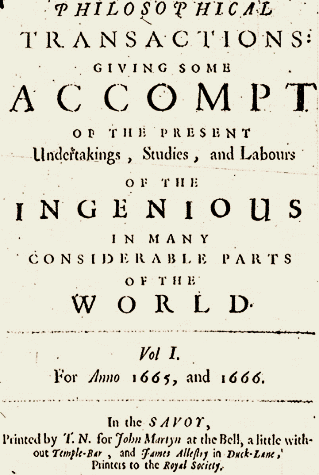 PHILOSOPHICAL
TRANSACTIONS:
GIVING SOME
ACCOMPT
OF THE PRESENT
Undertakings, Studies, and Labours
OF THE
INGENIOUS
IN MANY
CONSIDERABLE PARTS
OF THE
WORLD.
Vol I.
For Anno 1665, and 1666.
In the SAVOY,
Printed by T. N. for John Martyn at the Bell, a little with-
out Temple-Bar, and James Allestry in Duck-Lane,
Printers to the Royal Society.